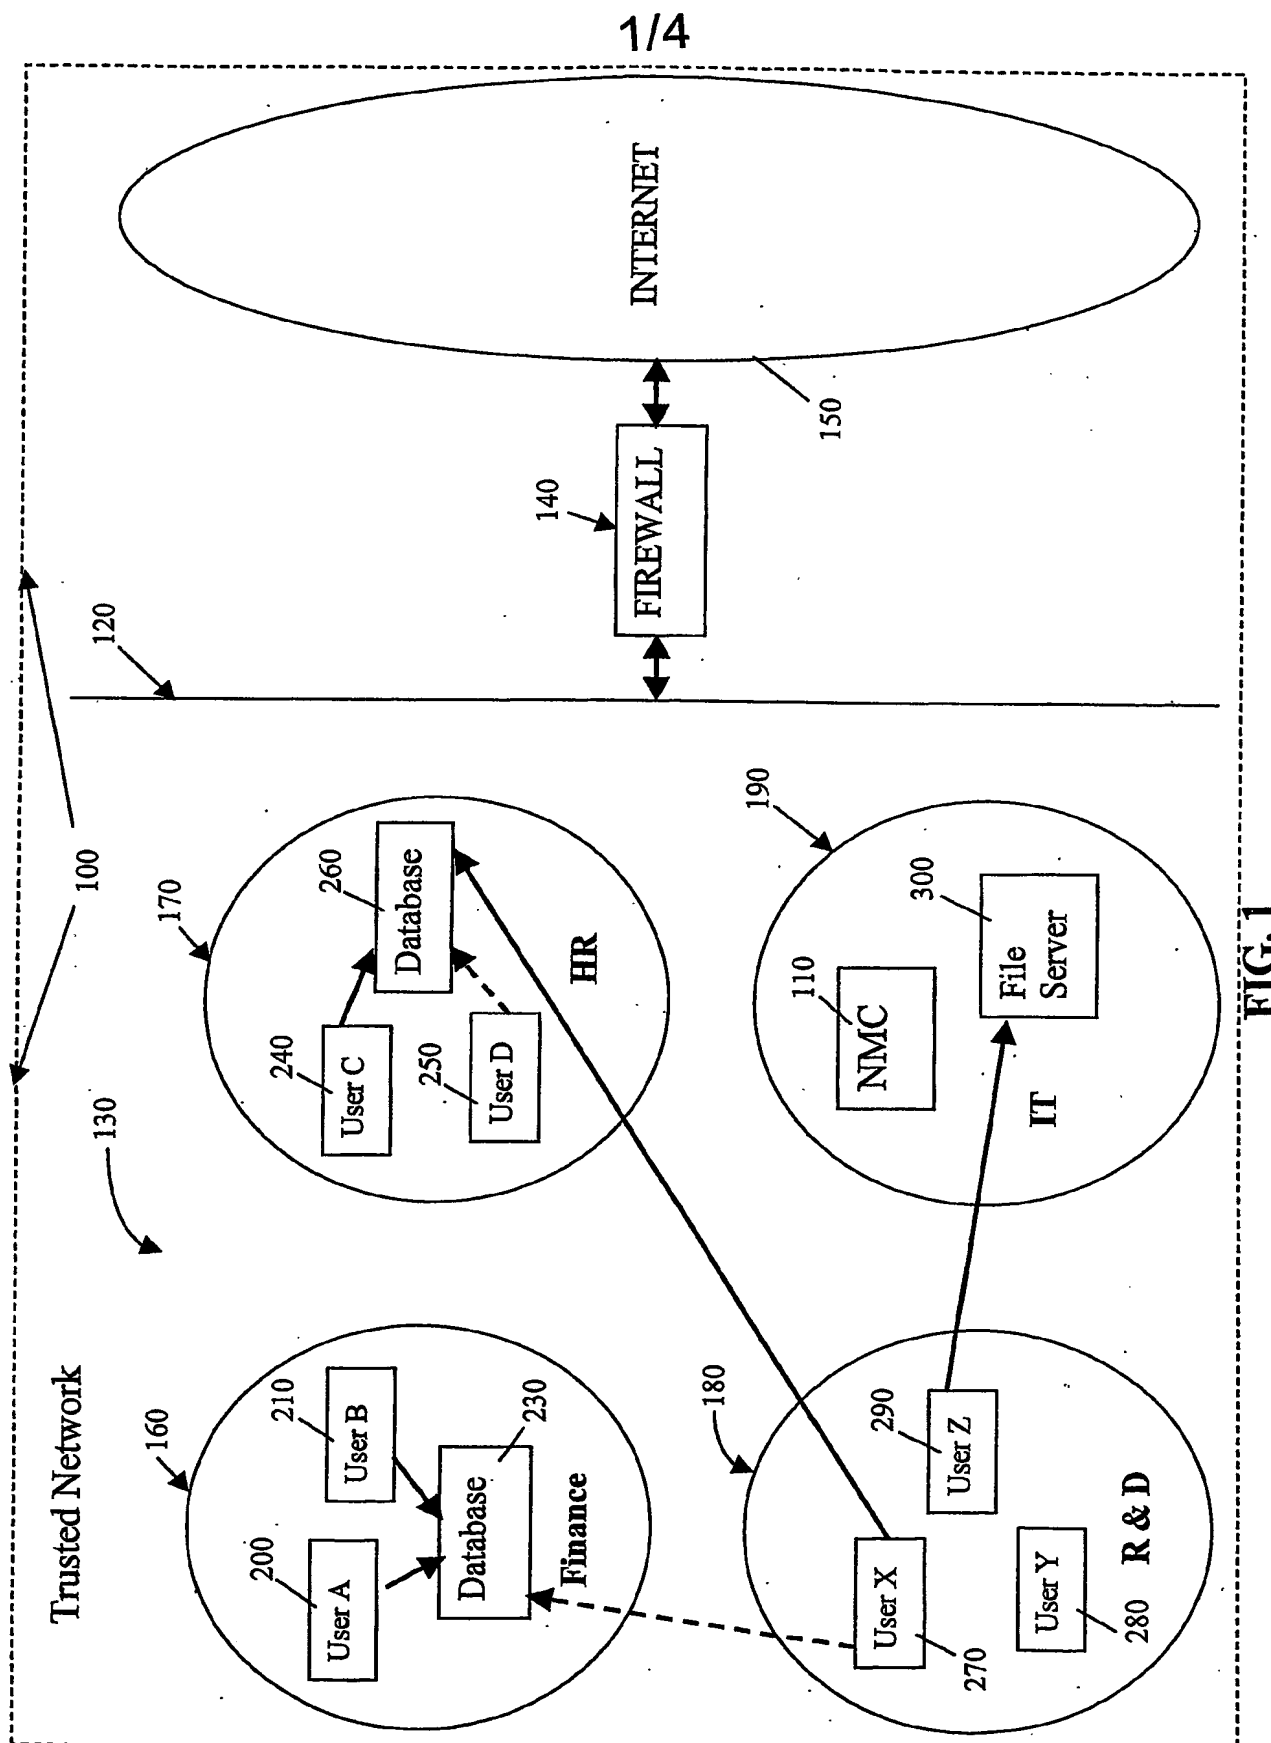 1/4
Trusted Network
130
100
120
160
200
User A
210
User B
Database
230
Finance
170
240
User C
250
User D
260
Database
HR
180
User X
270
290
User Z
User Y
280
R & D
190
110
NMC
300
File
Server
IT
140
FIREWALL
150
INTERNET
FIG. 1